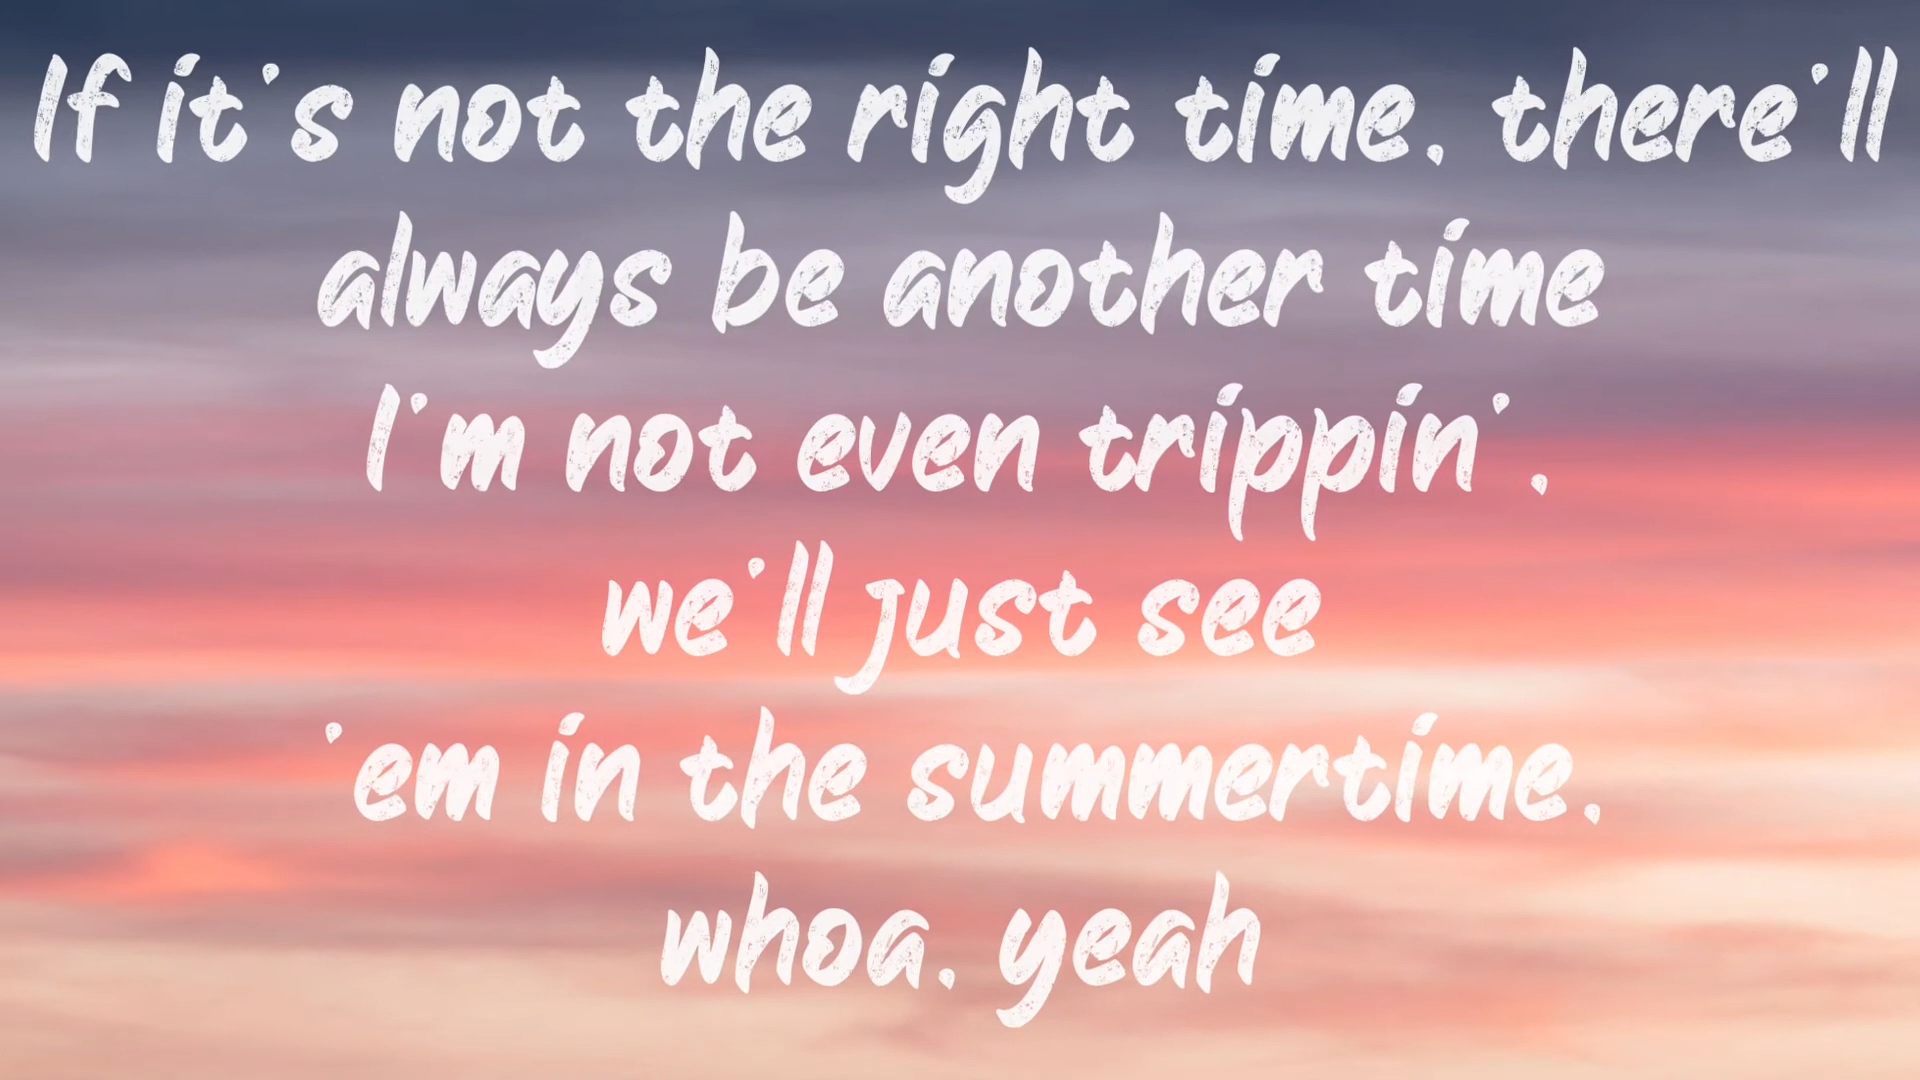 If it's not the right time, there'll
always be another time
I'm not even trippin',
we'll just see
'em in the summertime,
whoa, yeah